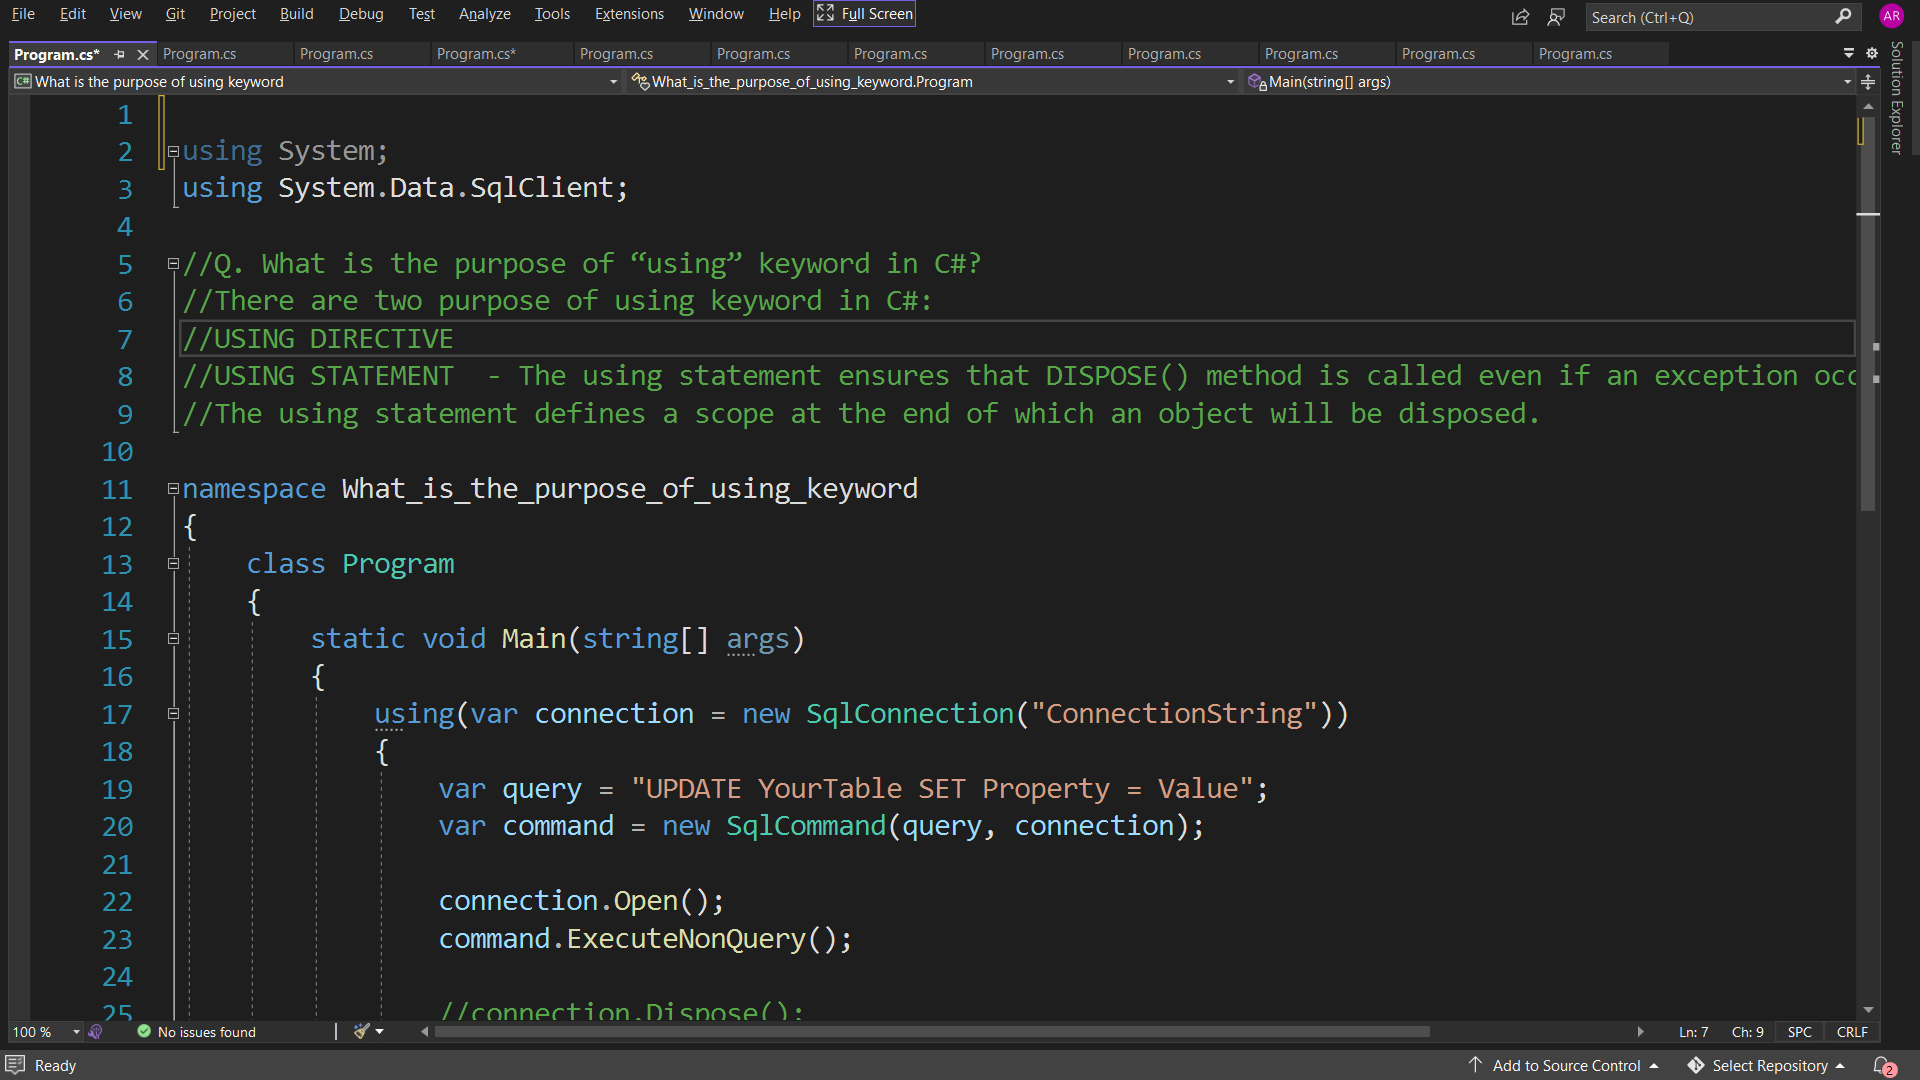 File Edit View Git Project Build Debug Test Analyze Tools Extensions Window Help Full Screen Search (Ctrl+Q) AR
Program.cs* Program.cs Program.cs Program.cs* Program.cs Program.cs Program.cs Program.cs Program.cs Program.cs Program.cs Program.cs
Solution Explorer
C# What is the purpose of using keyword What_is_the_purpose_of_using_keyword.Program Main(string[] args)
1
2 using System;
3 using System.Data.SqlClient;
4
5 //Q. What is the purpose of “using” keyword in C#?
6 //There are two purpose of using keyword in C#:
7 //USING DIRECTIVE
8 //USING STATEMENT  - The using statement ensures that DISPOSE() method is called even if an exception occ
9 //The using statement defines a scope at the end of which an object will be disposed.
10
11 namespace What_is_the_purpose_of_using_keyword
12 {
13     class Program
14     {
15         static void Main(string[] args)
16         {
17             using(var connection = new SqlConnection("ConnectionString"))
18             {
19                 var query = "UPDATE YourTable SET Property = Value";
20                 var command = new SqlCommand(query, connection);
21
22                 connection.Open();
23                 command.ExecuteNonQuery();
24
25                 //connection.Dispose();
100 % No issues found Ln: 7 Ch: 9 SPC CRLF
Ready Add to Source Control Select Repository 2